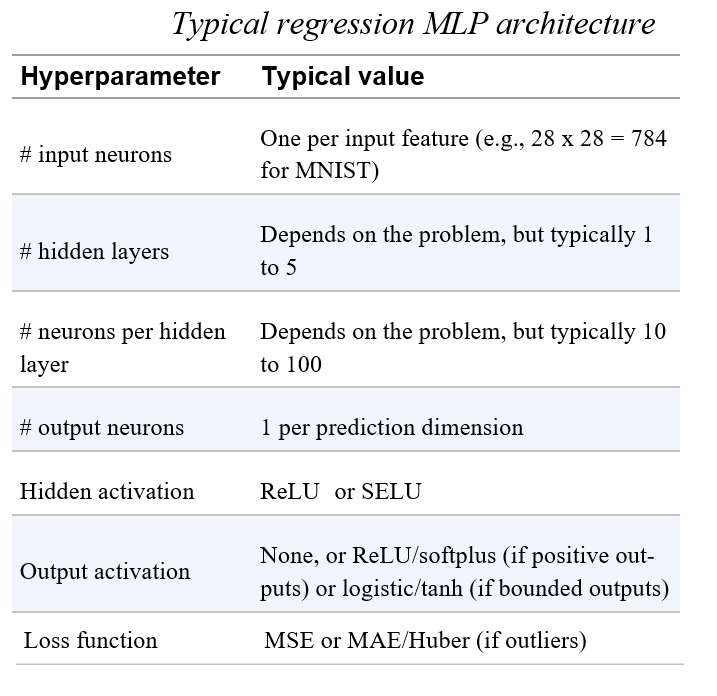 Typical regression MLP architecture
Hyperparameter Typical value
# input neurons One per input feature (e.g., 28 x 28 = 784
for MNIST)
# hidden layers Depends on the problem, but typically 1
to 5
# neurons per hidden Depends on the problem, but typically 10
layer to 100
# output neurons 1 per prediction dimension
Hidden activation ReLU or SELU
Output activation None, or ReLU/softplus (if positive out-
puts) or logistic/tanh (if bounded outputs)
Loss function MSE or MAE/Huber (if outliers)